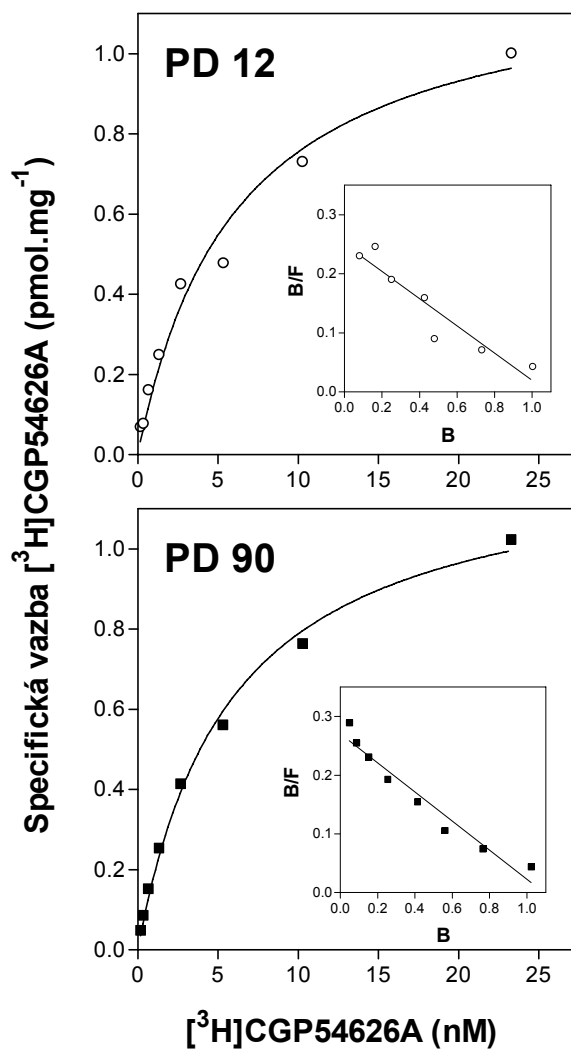 Specifická vazba [³H]CGP54626A (pmol.mg⁻¹)
PD 12
1.0
0.8
0.6
0.4
0.2
0.0
0 5 10 15 20 25
B/F
0.3
0.2
0.1
0.0
0.0 0.2 0.4 0.6 0.8 1.0
B
PD 90
1.0
0.8
0.6
0.4
0.2
0.0
0 5 10 15 20 25
B/F
0.3
0.2
0.1
0.0
0.0 0.2 0.4 0.6 0.8 1.0
B
[³H]CGP54626A (nM)